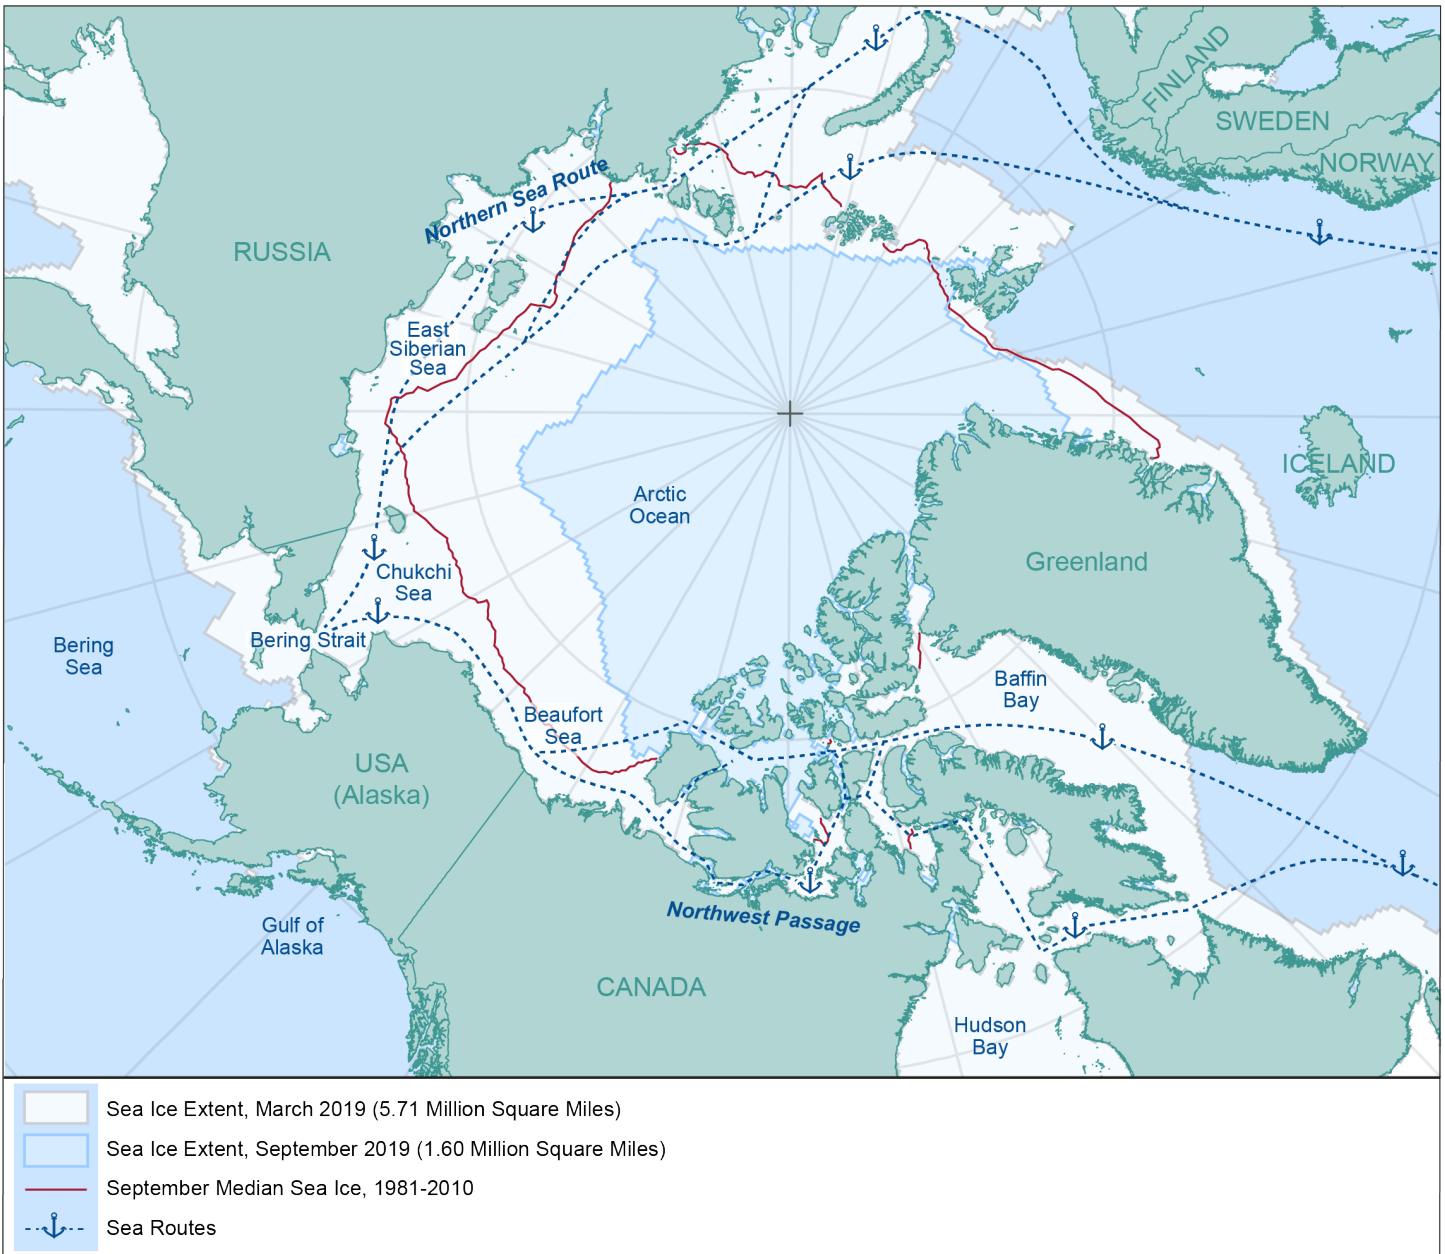 FINLAND
SWEDEN
NORWAY
Northern Sea Route
RUSSIA
East
Siberian
Sea
ICELAND
Arctic
Ocean
Greenland
Chukchi
Sea
Bering Strait
Bering
Sea
Baffin
Bay
Beaufort
Sea
USA
(Alaska)
Northwest Passage
Gulf of
Alaska
CANADA
Hudson
Bay
Sea Ice Extent, March 2019 (5.71 Million Square Miles)
Sea Ice Extent, September 2019 (1.60 Million Square Miles)
September Median Sea Ice, 1981-2010
Sea Routes